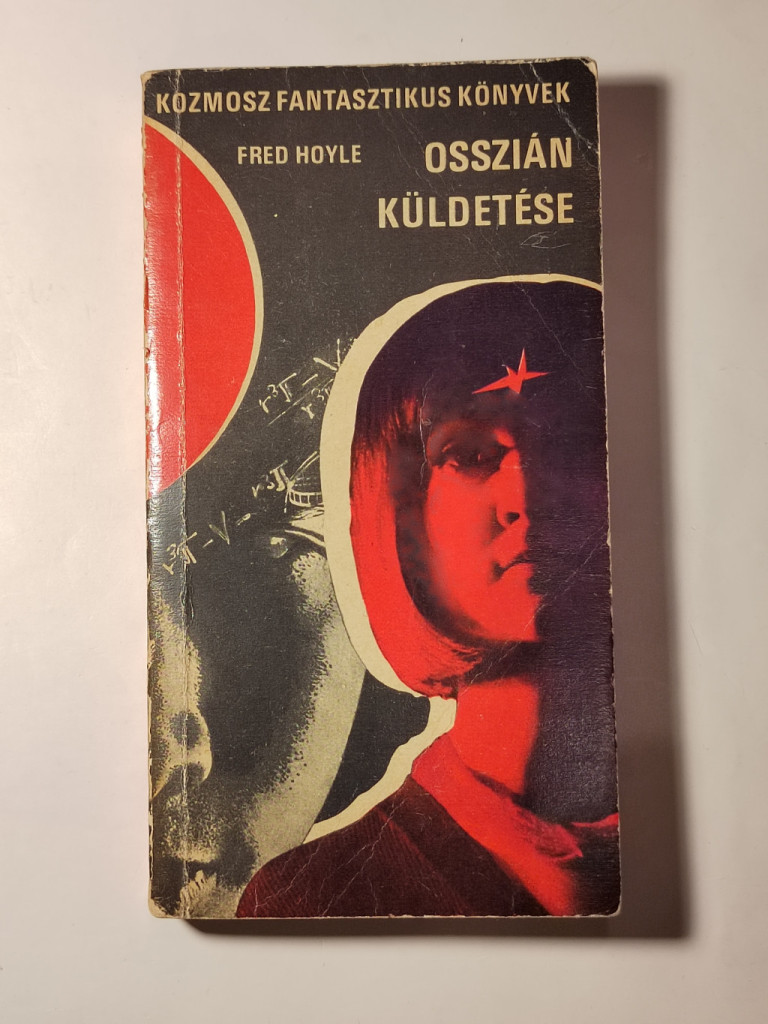 KOZMOSZ FANTASZTIKUS KÖNYVEK
FRED HOYLE
OSSZIÁN
KÜLDETÉSE